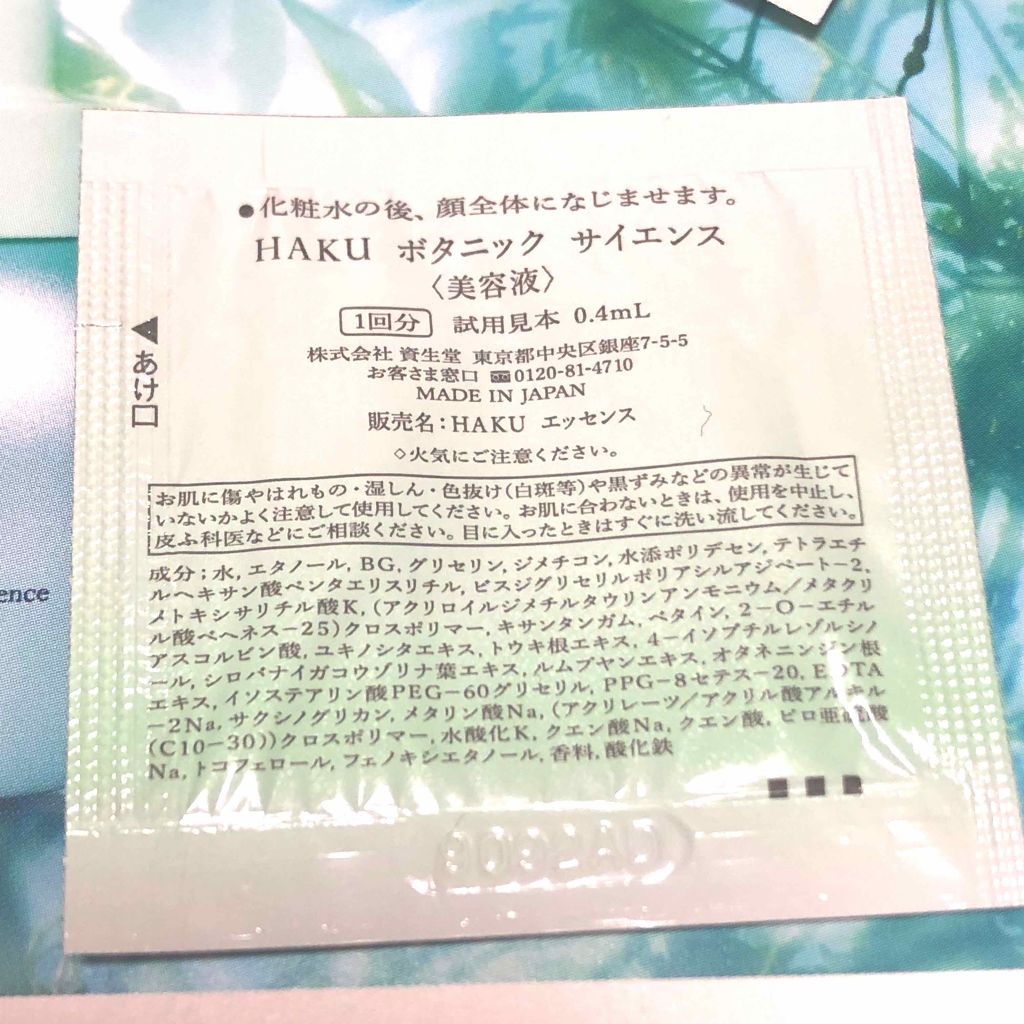 ●化粧水の後、顔全体になじませます。
HAKU ボタニック サイエンス
〈美容液〉
1回分 試用見本 0.4mL
株式会社 資生堂 東京都中央区銀座7-5-5
お客さま窓口 ☎0120-81-4710
MADE IN JAPAN
販売名：HAKU エッセンス
◇火気にご注意ください。
お肌に傷やはれもの・湿しん・色抜け(白斑等)や黒ずみなどの異常が生じて
いないかよく注意して使用してください。お肌に合わないときは、使用を中止し、
皮ふ科医などにご相談ください。目に入ったときはすぐに洗い流してください。
成分；水, エタノール, BG, グリセリン, ジメチコン, 水添ポリデセン, テトラエチ
ルヘキサン酸ペンタエリスリチル, ビスジグリセリルポリアシルアジペート−2,
メトキシサリチル酸K, (アクリロイルジメチルタウリンアンモニウム／メタクリ
ル酸ベヘネス−25)クロスポリマー, キサンタンガム, ベタイン, 2−O−エチル
アスコルビン酸, ユキノシタエキス, トウキ根エキス, 4−イソブチルレゾルシノ
ール, シロバナイガコウゾリナ葉エキス, ルムプヤンエキス, オタネニンジン根
エキス, イソステアリン酸PEG−60グリセリル, PPG−8セテス−20, EDTA
−2Na, サクシノグリカン, メタリン酸Na, (アクリレーツ／アクリル酸アルキル
(C10−30))クロスポリマー, 水酸化K, クエン酸Na, クエン酸, ピロ亜硫酸
Na, トコフェロール, フェノキシエタノール, 香料, 酸化鉄
◀あけ口
ence